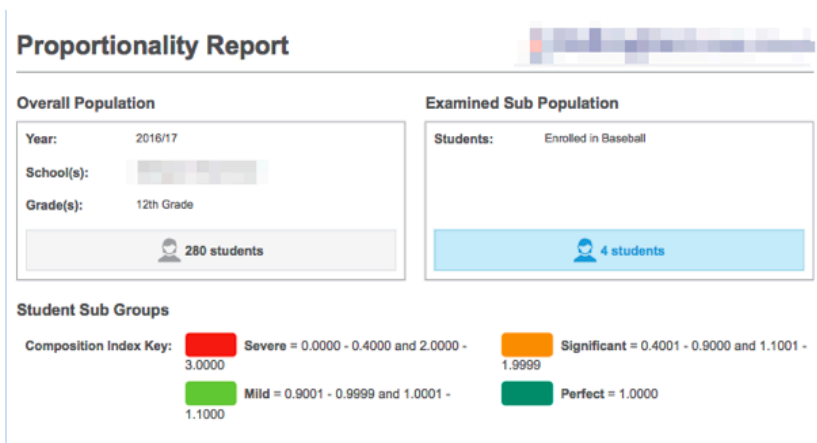 Proportionality Report
Overall Population
Examined Sub Population
Year: 2016/17
Students: Enrolled in Baseball
School(s):
Grade(s): 12th Grade
280 students
4 students
Student Sub Groups
Composition Index Key: Severe = 0.0000 - 0.4000 and 2.0000 - Significant = 0.4001 - 0.9000 and 1.1001 -
3.0000 1.9999
Mild = 0.9001 - 0.9999 and 1.0001 - Perfect = 1.0000
1.1000